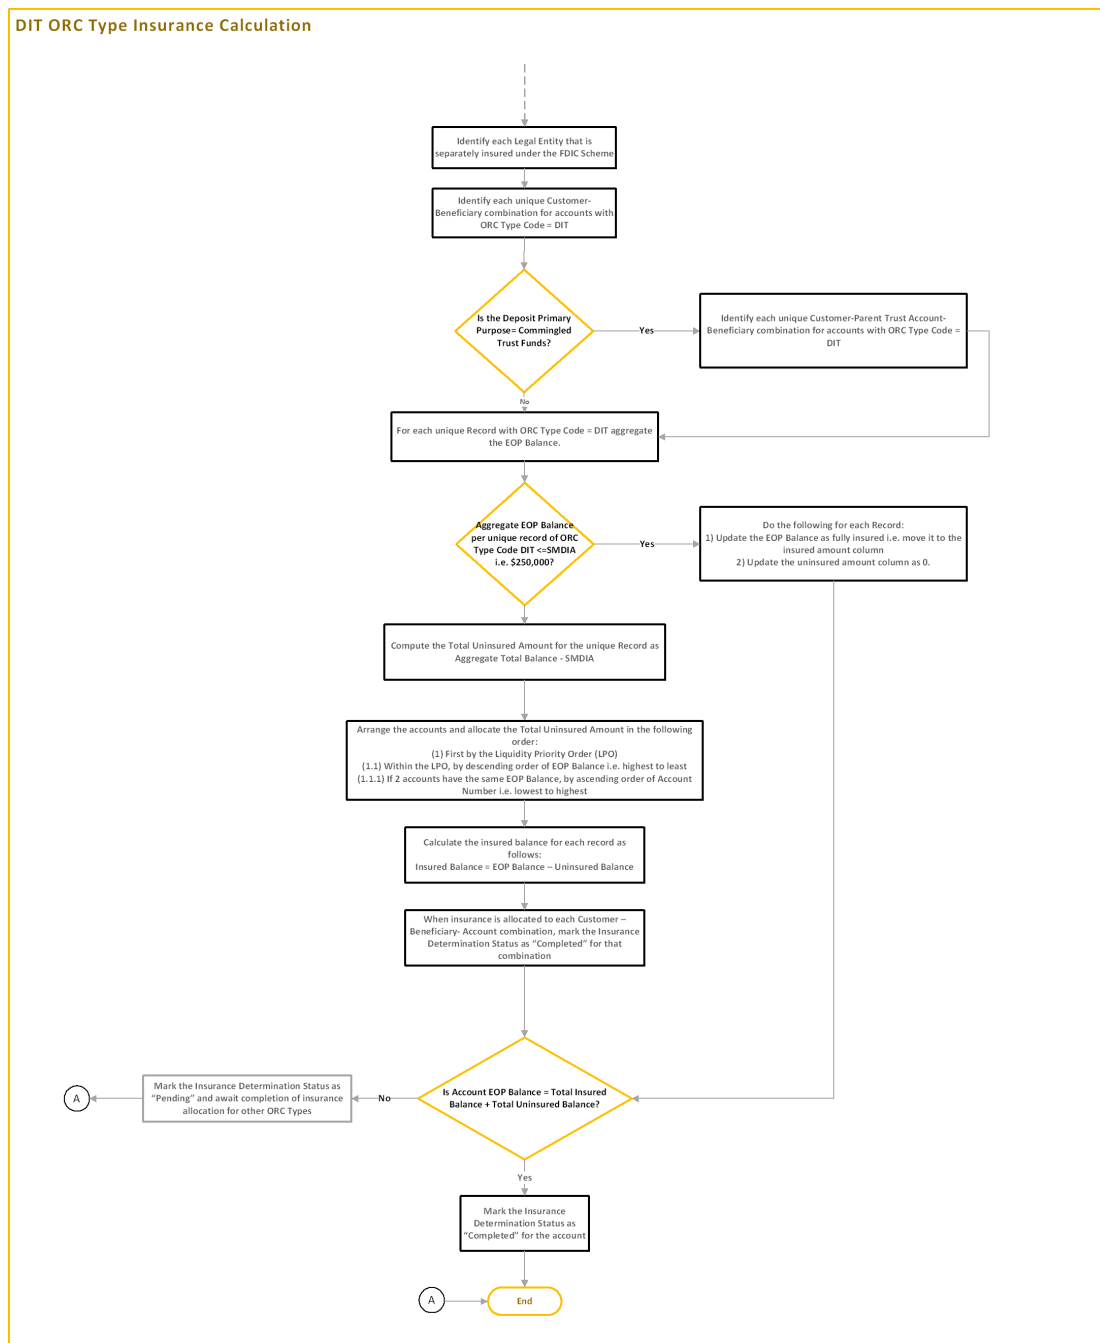 DIT ORC Type Insurance Calculation
Identify each Legal Entity that is
separately insured under the FDIC Scheme
Identify each unique Customer-
Beneficiary combination for accounts with
ORC Type Code = DIT
Is the Deposit Primary
Purpose= Commingled
Trust Funds?
Yes
Identify each unique Customer-Parent Trust Account-
Beneficiary combination for accounts with ORC Type Code =
DIT
No
For each unique Record with ORC Type Code = DIT aggregate
the EOP Balance.
Aggregate EOP Balance
per unique record of ORC
Type Code DIT <=SMDIA
i.e. $250,000?
Yes
Do the following for each Record:
1) Update the EOP Balance as fully insured i.e. move it to the
insured amount column
2) Update the uninsured amount column as 0.
Compute the Total Uninsured Amount for the unique Record as
Aggregate Total Balance - SMDIA
Arrange the accounts and allocate the Total Uninsured Amount in the following
order:
(1) First by the Liquidity Priority Order (LPO)
(1.1) Within the LPO, by descending order of EOP Balance i.e. highest to least
(1.1.1) If 2 accounts have the same EOP Balance, by ascending order of Account
Number i.e. lowest to highest
Calculate the insured balance for each record as
follows:
Insured Balance = EOP Balance – Uninsured Balance
When insurance is allocated to each Customer –
Beneficiary- Account combination, mark the Insurance
Determination Status as “Completed” for that
combination
Is Account EOP Balance = Total Insured
Balance + Total Uninsured Balance?
No
Mark the Insurance Determination Status as
“Pending” and await completion of insurance
allocation for other ORC Types
A
Yes
Mark the Insurance
Determination Status as
“Completed” for the account
A
End